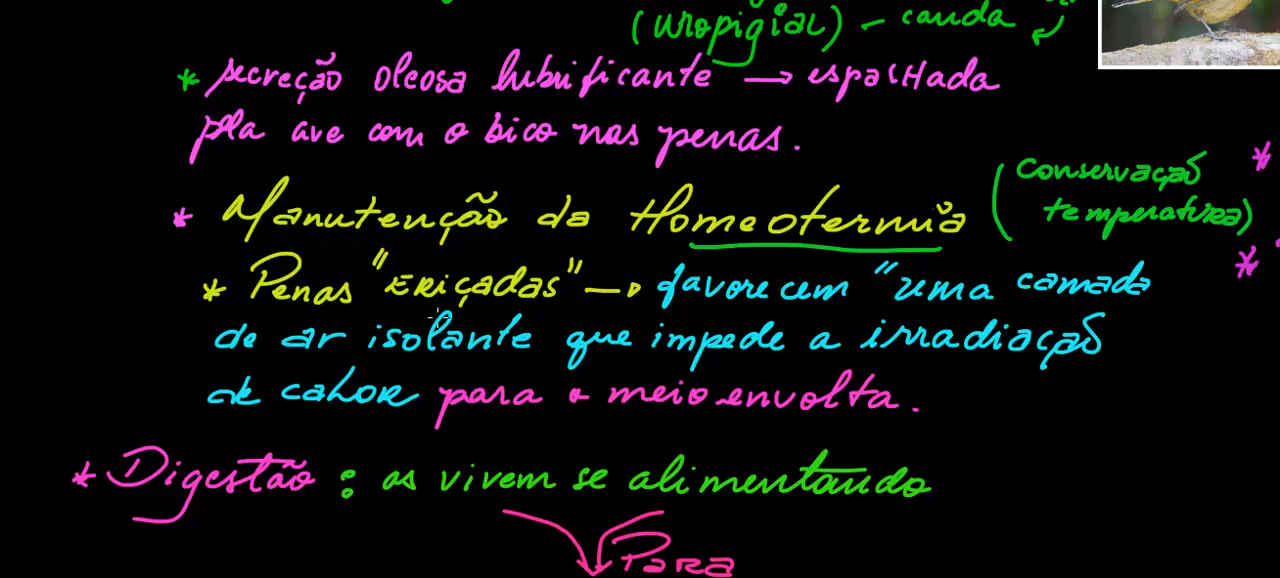 (uropigial) - cauda
* secreção oleosa lubrificante → espalhada
pela ave com o bico nas penas.
* Manutenção da Homeotermia (conservação
temperatura)
* Penas "Eriçadas" → favorecem "uma camada
de ar isolante que impede a irradiação
de calor para o meio envolta.
* Digestão : as vivem se alimentando
Para